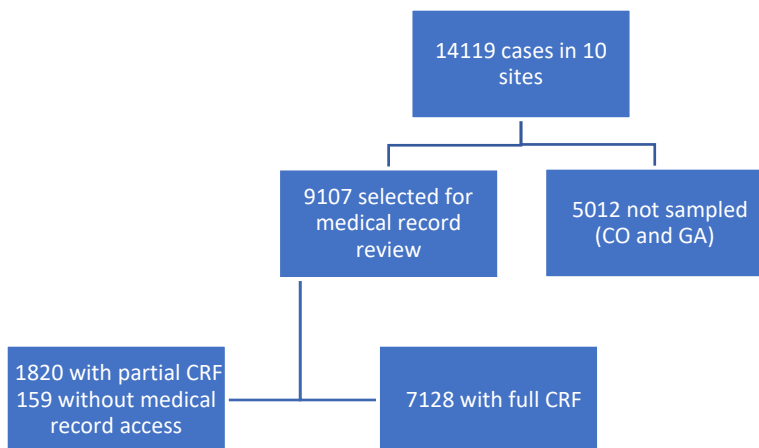 14119 cases in 10
sites
9107 selected for
medical record
review
5012 not sampled
(CO and GA)
1820 with partial CRF
159 without medical
record access
7128 with full CRF